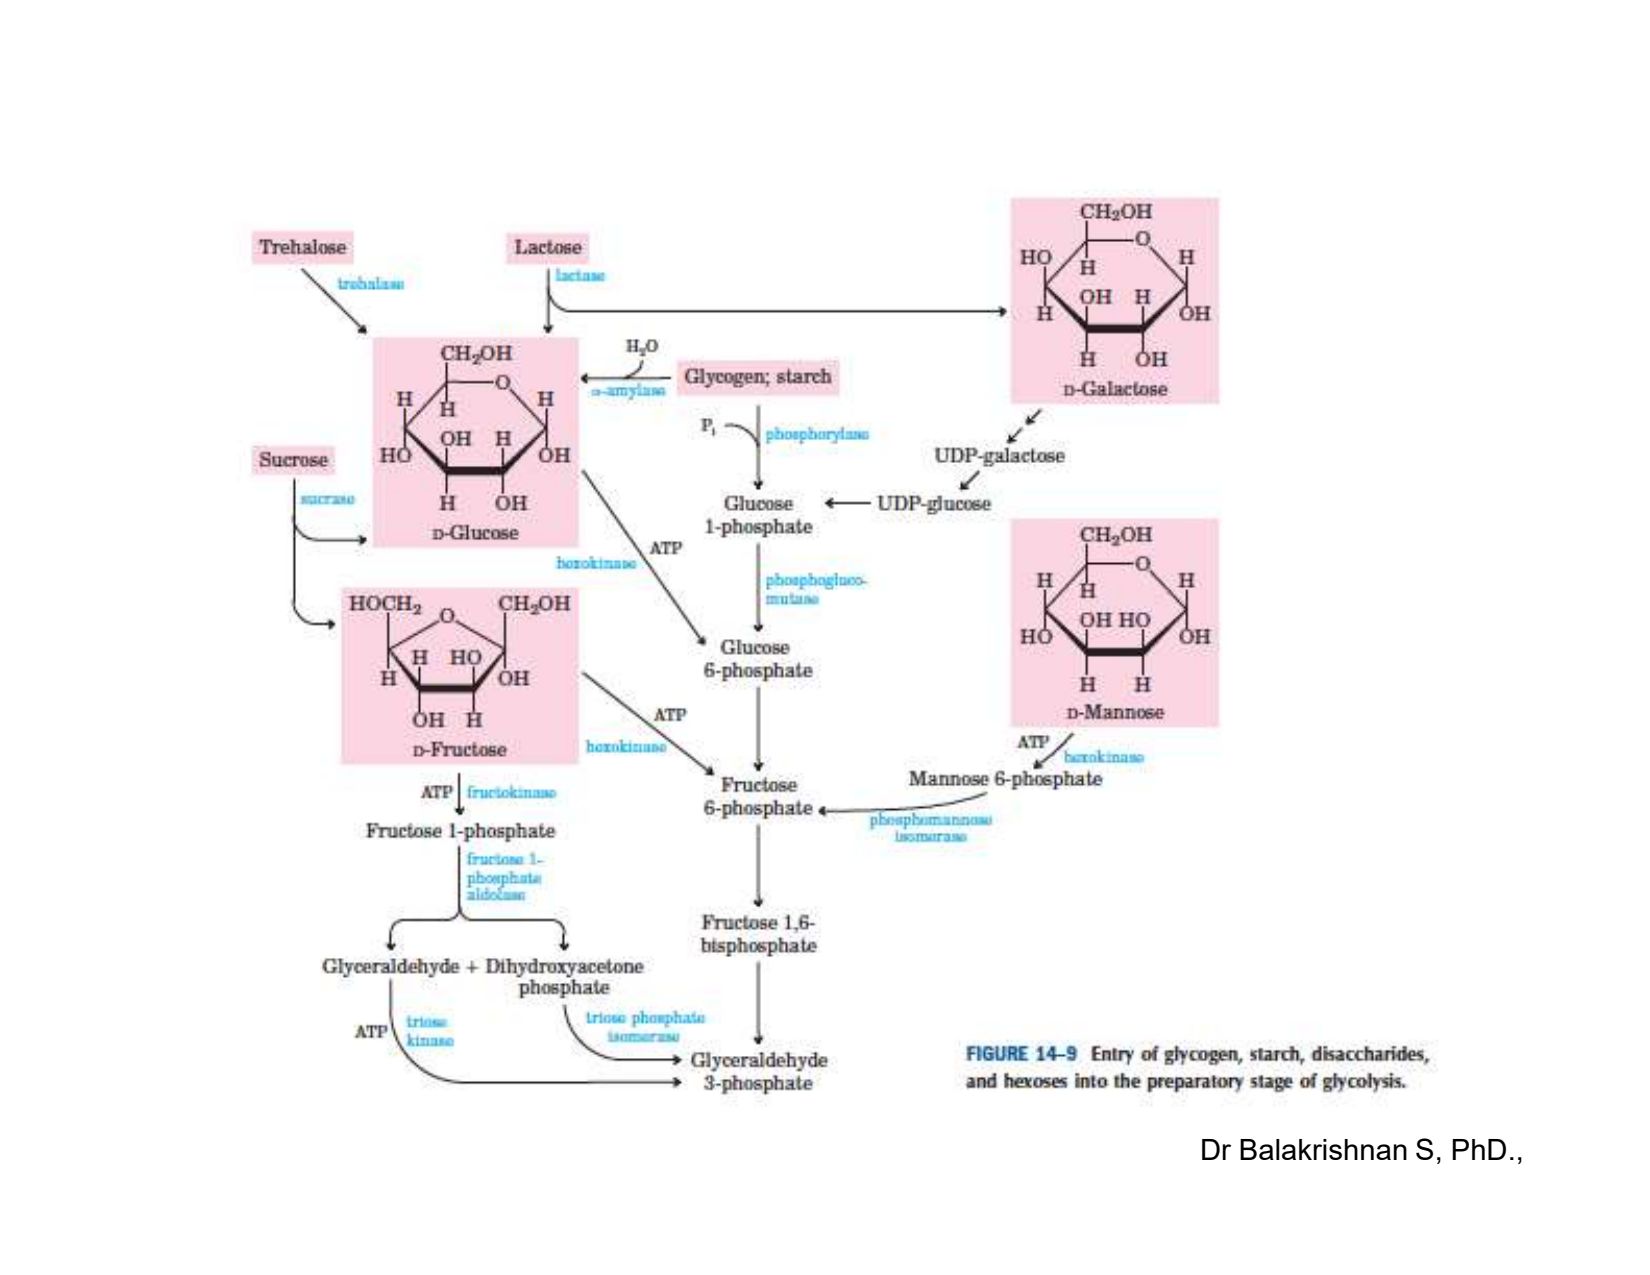 Trehalose
trehalase
Lactose
lactase
CH₂OH
O
HO
H
H
OH
H
H
OH
H
OH
D-Galactose
CH₂OH
O
H
H
H
OH
H
HO
OH
H
OH
D-Glucose
H₂O
α-amylase
Glycogen; starch
Pᵢ
phosphorylase
UDP-galactose
UDP-glucose
Glucose
1-phosphate
Sucrose
sucrase
hexokinase
ATP
phosphogluco-
mutase
Glucose
6-phosphate
HOCH₂
CH₂OH
O
H
HO
H
OH
OH
H
D-Fructose
CH₂OH
O
H
H
H
OH
HO
HO
OH
H
H
D-Mannose
ATP
hexokinase
ATP
hexokinase
Mannose 6-phosphate
phosphomannose
isomerase
Fructose
6-phosphate
ATP
fructokinase
Fructose 1-phosphate
fructose 1-
phosphate
aldolase
Fructose 1,6-
bisphosphate
Glyceraldehyde + Dihydroxyacetone
phosphate
ATP
triose
kinase
triose phosphate
isomerase
Glyceraldehyde
3-phosphate
FIGURE 14–9 Entry of glycogen, starch, disaccharides,
and hexoses into the preparatory stage of glycolysis.
Dr Balakrishnan S, PhD.,